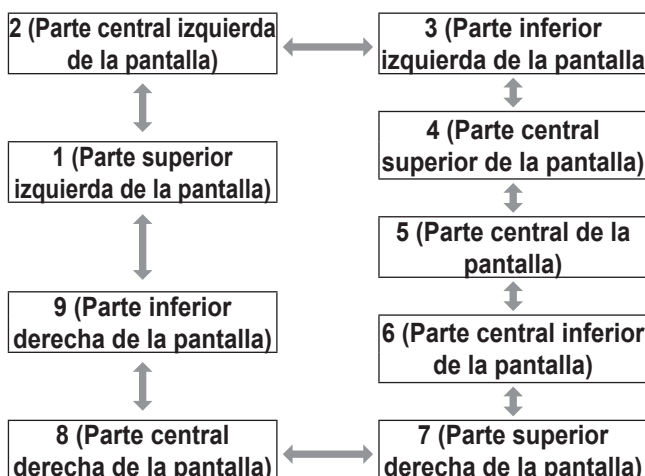 2 (Parte central izquierda
de la pantalla)
3 (Parte inferior
izquierda de la pantalla
1 (Parte superior
izquierda de la pantalla)
4 (Parte central
superior de la pantalla)
5 (Parte central de la
pantalla)
9 (Parte inferior
derecha de la pantalla)
6 (Parte central inferior
de la pantalla)
8 (Parte central
derecha de la pantalla)
7 (Parte superior
derecha de la pantalla)